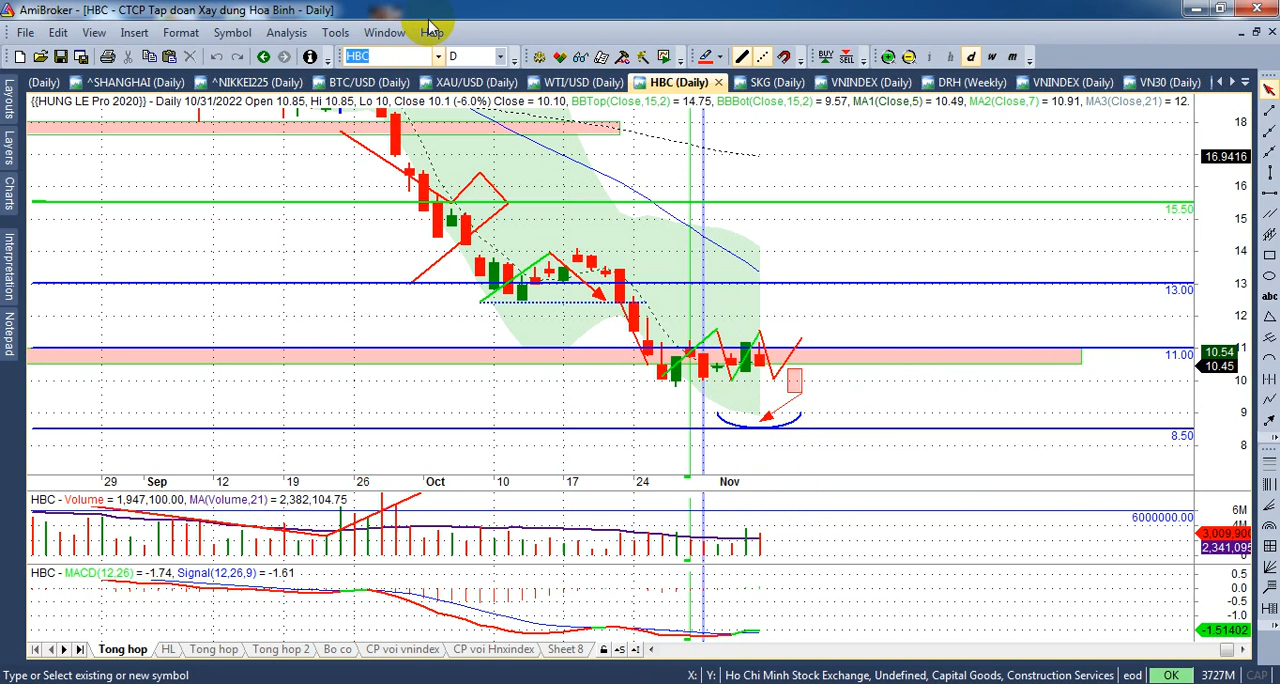 AmiBroker - [HBC - CTCP Tap doan Xay dung Hoa Binh - Daily]
File Edit View Insert Format Symbol Analysis Tools Window Help
HBC D BUY SELL i h d w m
(Daily) ^SHANGHAI (Daily) ^NIKKEI225 (Daily) BTC/USD (Daily) XAU/USD (Daily) WTI/USD (Daily) HBC (Daily) SKG (Daily) VNINDEX (Daily) DRH (Weekly) VNINDEX (Daily) VN30 (Daily)
Layouts
Layers
Charts
Interpretation
Notepad
{{HUNG LE Pro 2020}} - Daily 10/31/2022 Open 10.85, Hi 10.85, Lo 10, Close 10.1 (-6.0%) Close = 10.10, BBTop(Close,15,2) = 14.75, BBBot(Close,15,2) = 9.57, MA1(Close,5) = 10.49, MA2(Close,7) = 10.91, MA3(Close,21) = 12.
18
16.9416
16
15.50
15
14
13
13.00
12
11
11.00
10.54
10.45
10
9
8.50
8
29 Sep 12 19 26 Oct 10 17 24 Nov
HBC - Volume = 1,947,100.00, MA(Volume,21) = 2,382,104.75
6M
6000000.00
4M
3,009,900
2,341,095
HBC - MACD(12,26) = -1.74, Signal(12,26,9) = -1.61
0.5
0.0
-0.5
-1.0
-1.51402
abc
Tong hop HL Tong hop Tong hop 2 Bo co CP voi vnindex CP voi Hnxindex Sheet 8
Type or Select existing or new symbol X: Y: Ho Chi Minh Stock Exchange, Undefined, Capital Goods, Construction Services eod OK 3727M CAP